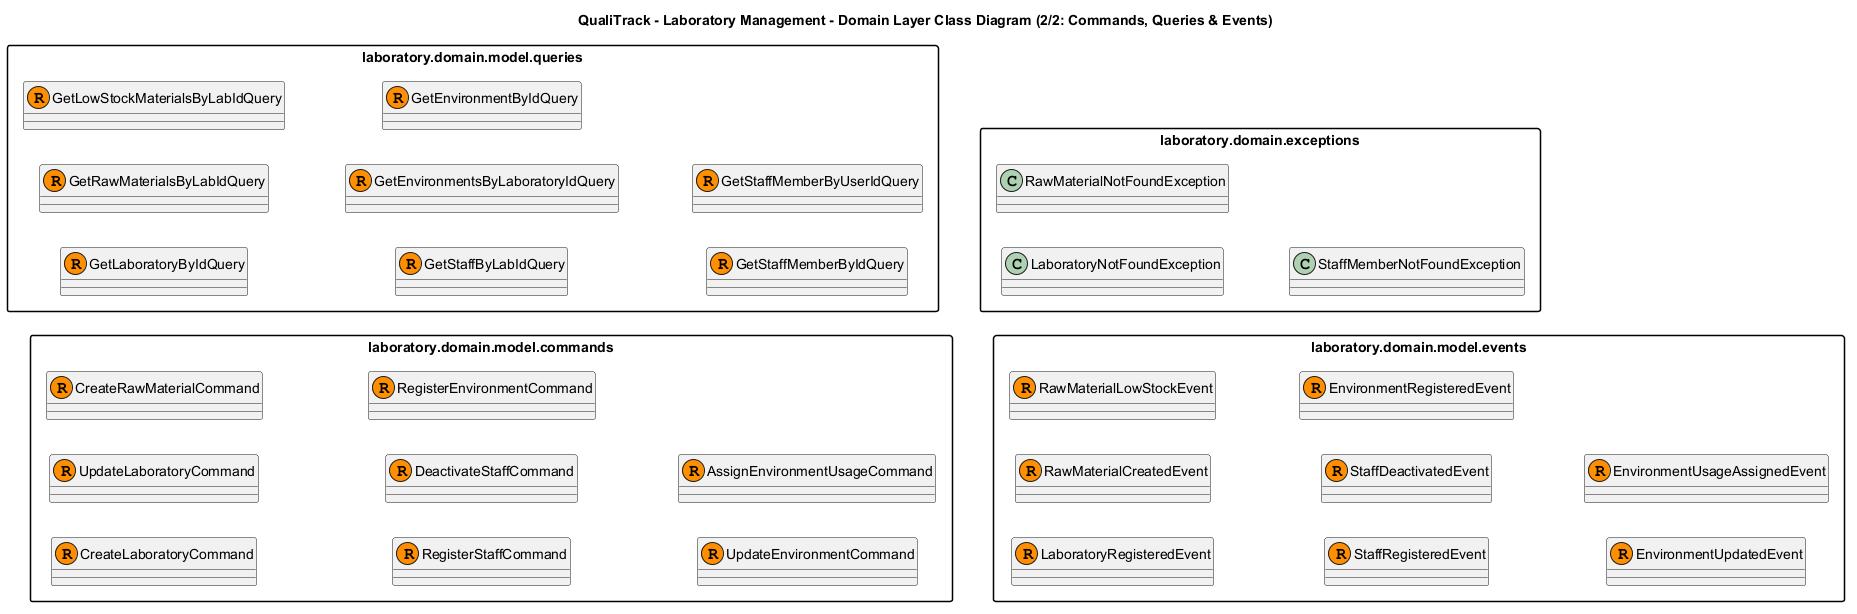 QualiTrack - Laboratory Management - Domain Layer Class Diagram (2/2: Commands, Queries & Events)
laboratory.domain.model.queries
R GetLowStockMaterialsByLabIdQuery
R GetEnvironmentByIdQuery
R GetRawMaterialsByLabIdQuery
R GetEnvironmentsByLaboratoryIdQuery
R GetStaffMemberByUserIdQuery
R GetLaboratoryByIdQuery
R GetStaffByLabIdQuery
R GetStaffMemberByIdQuery
laboratory.domain.exceptions
C RawMaterialNotFoundException
C LaboratoryNotFoundException
C StaffMemberNotFoundException
laboratory.domain.model.commands
R CreateRawMaterialCommand
R RegisterEnvironmentCommand
R UpdateLaboratoryCommand
R DeactivateStaffCommand
R AssignEnvironmentUsageCommand
R CreateLaboratoryCommand
R RegisterStaffCommand
R UpdateEnvironmentCommand
laboratory.domain.model.events
R RawMaterialLowStockEvent
R EnvironmentRegisteredEvent
R RawMaterialCreatedEvent
R StaffDeactivatedEvent
R EnvironmentUsageAssignedEvent
R LaboratoryRegisteredEvent
R StaffRegisteredEvent
R EnvironmentUpdatedEvent